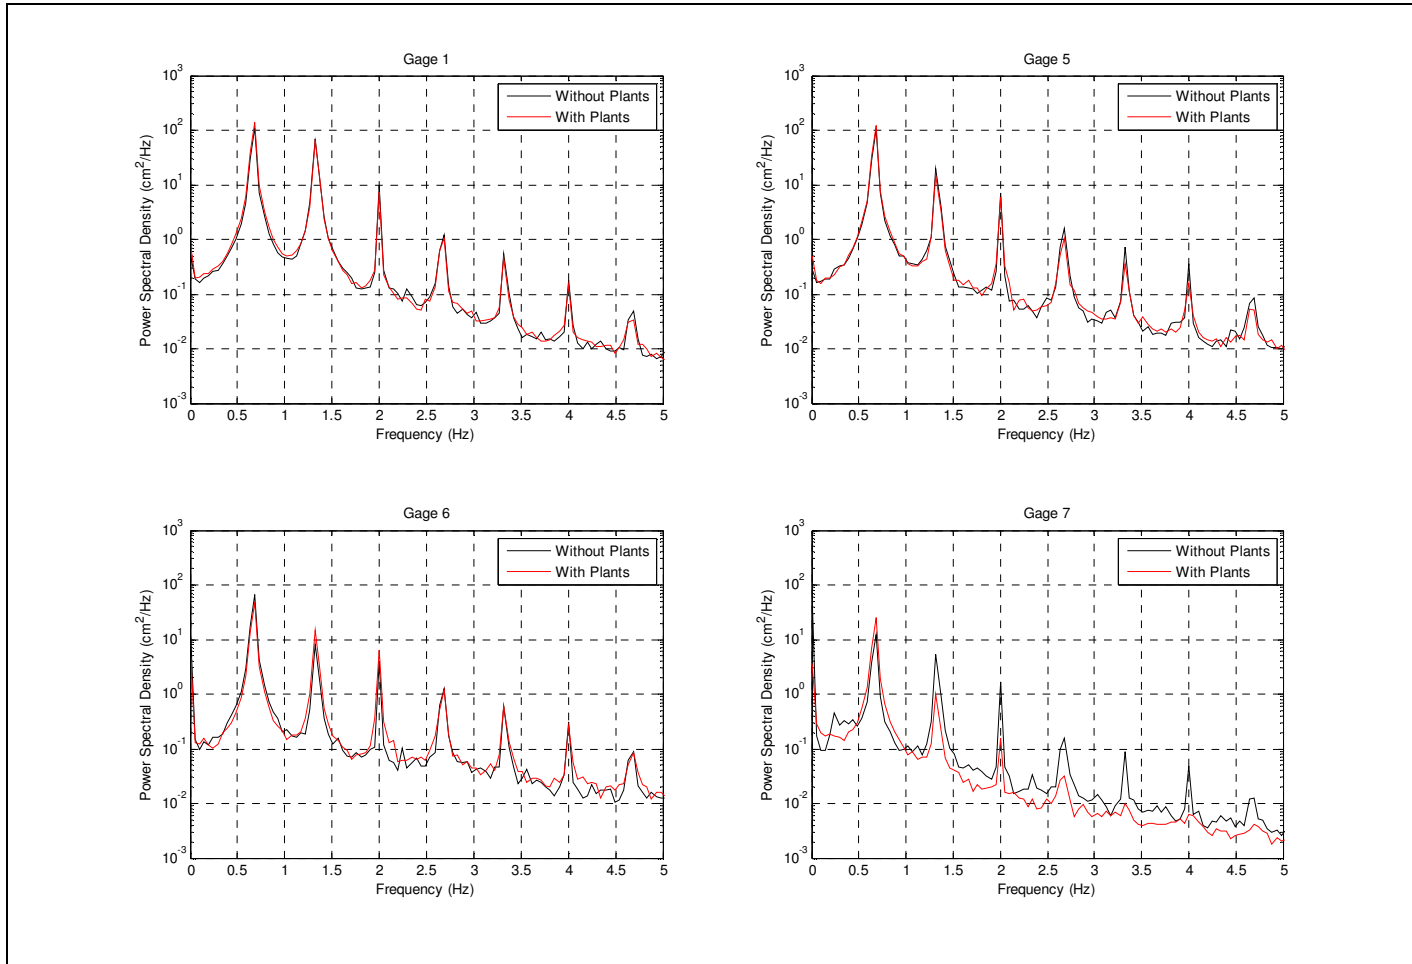 Gage 1
10^3
10^2
10^1
10^0
10^-1
10^-2
10^-3
Power Spectral Density (cm^2/Hz)
Without Plants
With Plants
0 0.5 1 1.5 2 2.5 3 3.5 4 4.5 5
Frequency (Hz)
Gage 5
10^3
10^2
10^1
10^0
10^-1
10^-2
10^-3
Power Spectral Density (cm^2/Hz)
Without Plants
With Plants
0 0.5 1 1.5 2 2.5 3 3.5 4 4.5 5
Frequency (Hz)
Gage 6
10^3
10^2
10^1
10^0
10^-1
10^-2
10^-3
Power Spectral Density (cm^2/Hz)
Without Plants
With Plants
0 0.5 1 1.5 2 2.5 3 3.5 4 4.5 5
Frequency (Hz)
Gage 7
10^3
10^2
10^1
10^0
10^-1
10^-2
10^-3
Power Spectral Density (cm^2/Hz)
Without Plants
With Plants
0 0.5 1 1.5 2 2.5 3 3.5 4 4.5 5
Frequency (Hz)